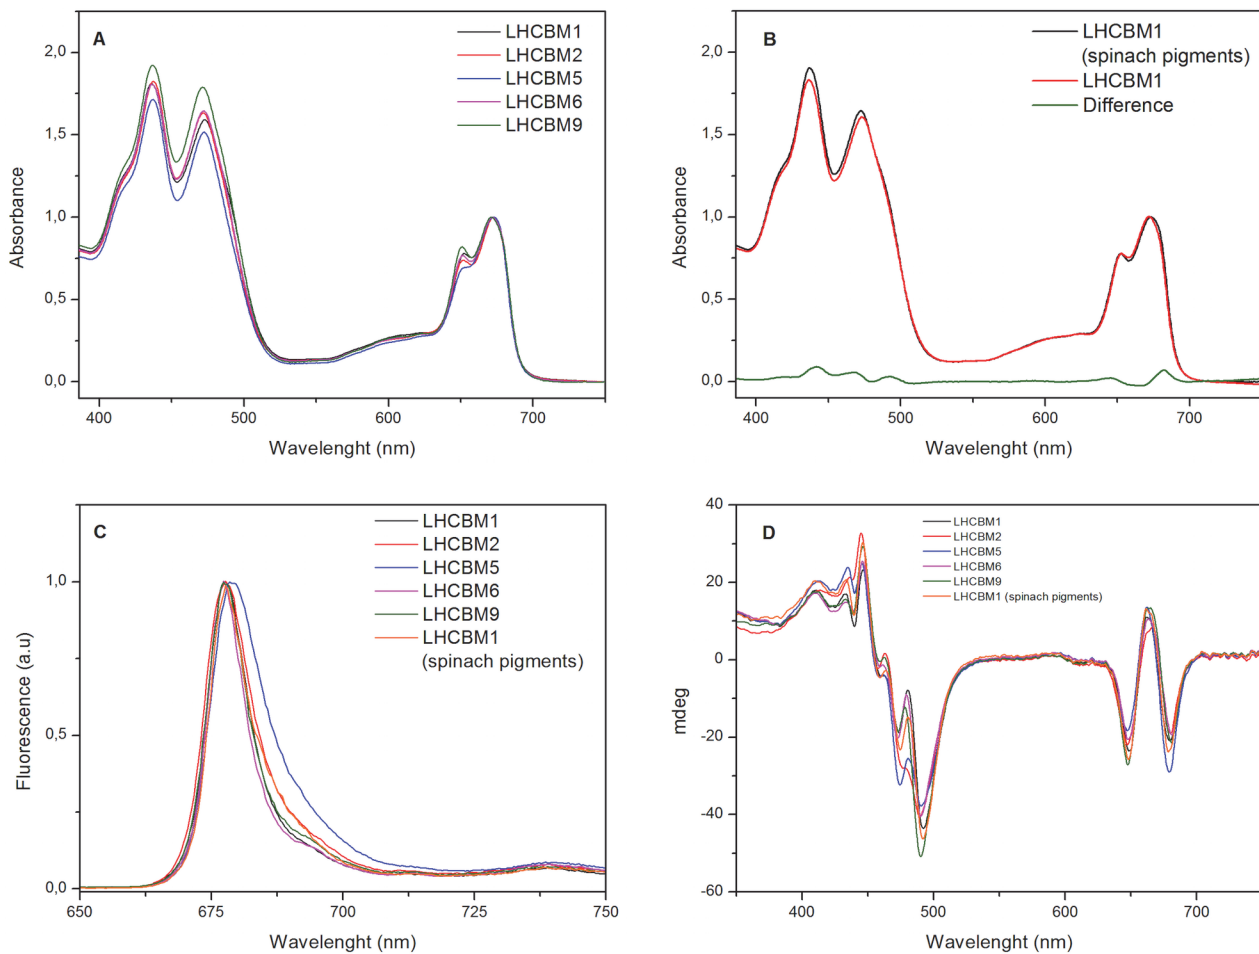 A
LHCBM1
LHCBM2
LHCBM5
LHCBM6
LHCBM9
2,0
1,5
1,0
0,5
0,0
Absorbance
400
500
600
700
Wavelenght (nm)
B
LHCBM1
(spinach pigments)
LHCBM1
Difference
2,0
1,5
1,0
0,5
0,0
Absorbance
400
500
600
700
Wavelenght (nm)
C
LHCBM1
LHCBM2
LHCBM5
LHCBM6
LHCBM9
LHCBM1
(spinach pigments)
1,0
0,5
0,0
Fluorescence (a.u)
650
675
700
725
750
Wavelenght (nm)
D
LHCBM1
LHCBM2
LHCBM5
LHCBM6
LHCBM9
LHCBM1 (spinach pigments)
40
20
0
-20
-40
-60
mdeg
400
500
600
700
Wavelenght (nm)